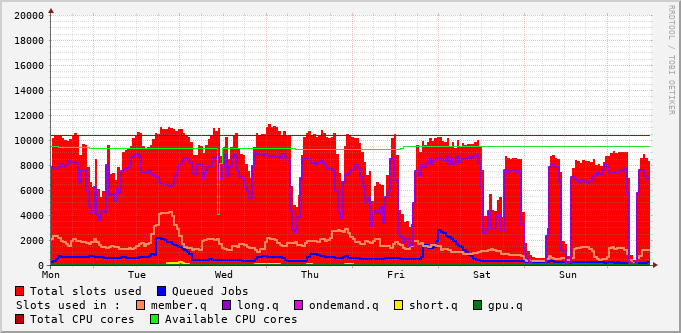 20000
18000
16000
14000
12000
10000
8000
6000
4000
2000
0
Mon Tue Wed Thu Fri Sat Sun
RRDTOOL / TOBI OETIKER
Total slots used Queued Jobs
Slots used in : member.q long.q ondemand.q short.q gpu.q
Total CPU cores Available CPU cores